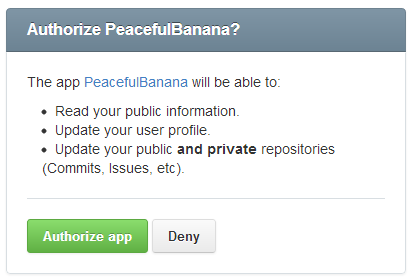 Authorize PeacefulBanana?
The app PeacefulBanana will be able to:
• Read your public information.
• Update your user profile.
• Update your public and private repositories
(Commits, Issues, etc).
Authorize app
Deny